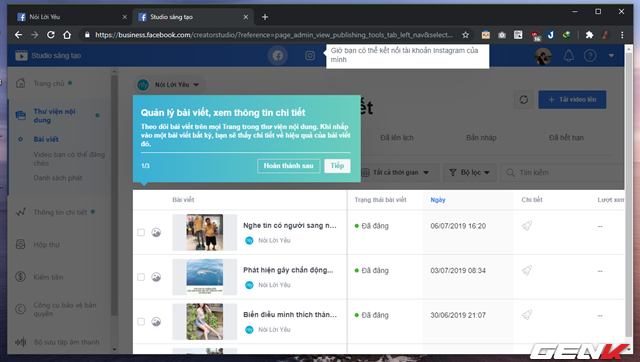 Nói Lời Yêu
Studio sáng tạo
https://business.facebook.com/creatorstudio/?reference=page_admin_view_publishing_tools_tab_left_nav&selec...
Studio sáng tạo
Giờ bạn có thể kết nối tài khoản Instagram của
mình
Trang chủ
Thư viện nội
dung
Bài viết
Video bạn có thể đăng
chéo
Danh sách phát
Thông tin chi tiết
Hộp thư
Kiếm tiền
Công cụ bảo vệ bản
quyền
Bộ sưu tập âm thanh
Nói Lời Yêu
Tải video lên
Quản lý bài viết, xem thông tin chi tiết
Theo dõi bài viết trên mọi Trang trong thư viện nội dung. Khi nhấp
vào một bài viết bất kỳ, bạn sẽ thấy chi tiết về hiệu quả của bài viết
đó.
1/3
Hoàn thành sau
Tiếp
Đã lên lịch
Bản nháp
Đã hết hạn
Tất cả thời gian
Bộ lọc
Tìm kiếm
Bài viết
Trạng thái bài viết
Ngày
Chi tiết
Lượt xem
Nghe tin có người sang n...
Nói Lời Yêu
Đã đăng
06/07/2019 16:20
--
Phát hiện gây chấn động...
Nói Lời Yêu
Đã đăng
03/07/2019 08:34
--
Biến điều mình thích thàn...
Nói Lời Yêu
Đã đăng
30/06/2019 21:07
--
GENK